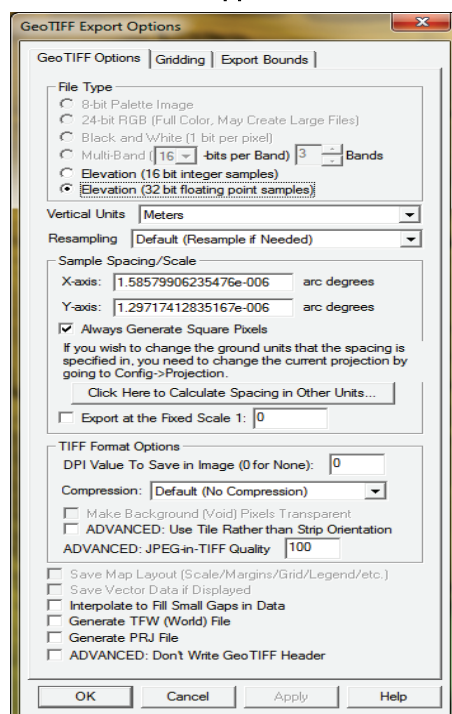 GeoTIFF Export Options
GeoTIFF Options Gridding Export Bounds
File Type
8-bit Palette Image
24-bit RGB (Full Color, May Create Large Files)
Black and White (1 bit per pixel)
Multi-Band ( 16 -bits per Band) 3 Bands
Elevation (16 bit integer samples)
Elevation (32 bit floating point samples)
Vertical Units Meters
Resampling Default (Resample if Needed)
Sample Spacing/Scale
X-axis: 1.58579906235476e-006 arc degrees
Y-axis: 1.29717412835167e-006 arc degrees
Always Generate Square Pixels
If you wish to change the ground units that the spacing is
specified in, you need to change the current projection by
going to Config->Projection.
Click Here to Calculate Spacing in Other Units...
Export at the Fixed Scale 1: 0
TIFF Format Options
DPI Value To Save in Image (0 for None): 0
Compression: Default (No Compression)
Make Background (Void) Pixels Transparent
ADVANCED: Use Tile Rather than Strip Orientation
ADVANCED: JPEG-in-TIFF Quality 100
Save Map Layout (Scale/Margins/Grid/Legend/etc.)
Save Vector Data if Displayed
Interpolate to Fill Small Gaps in Data
Generate TFW (World) File
Generate PRJ File
ADVANCED: Don't Write GeoTIFF Header
OK Cancel Apply Help